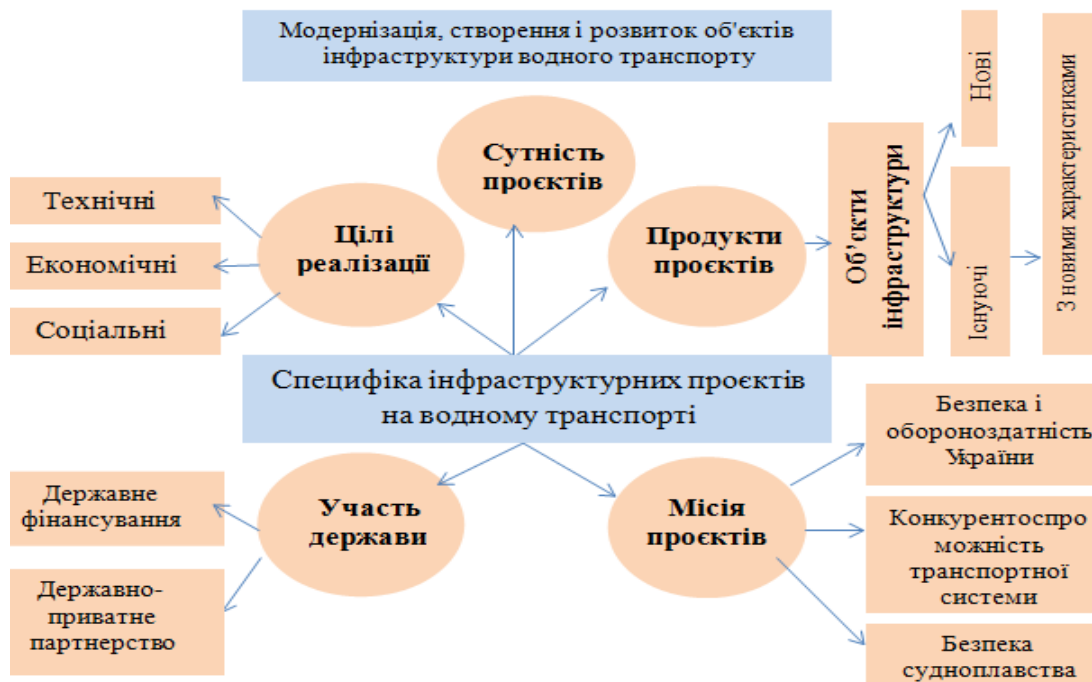 Модернізація, створення і розвиток об'єктів
інфраструктури водного транспорту
Сутність
проєктів
Цілі
реалізації
Технічні
Економічні
Соціальні
Продукти
проєктів
Об’єкти
інфраструктури
Нові
Існуючі
З новими характеристиками
Специфіка інфраструктурних проєктів
на водному транспорті
Участь
держави
Державне
фінансування
Державно-
приватне
партнерство
Місія
проєктів
Безпека і
обороноздатність
України
Конкурентоспро
можність
транспортної
системи
Безпека
судноплавства